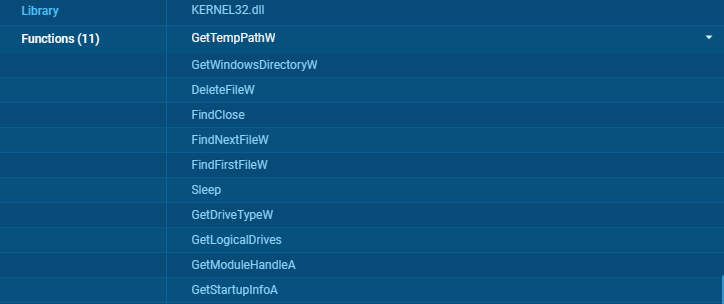 Library KERNEL32.dll
Functions (11) GetTempPathW
GetWindowsDirectoryW
DeleteFileW
FindClose
FindNextFileW
FindFirstFileW
Sleep
GetDriveTypeW
GetLogicalDrives
GetModuleHandleA
GetStartupInfoA